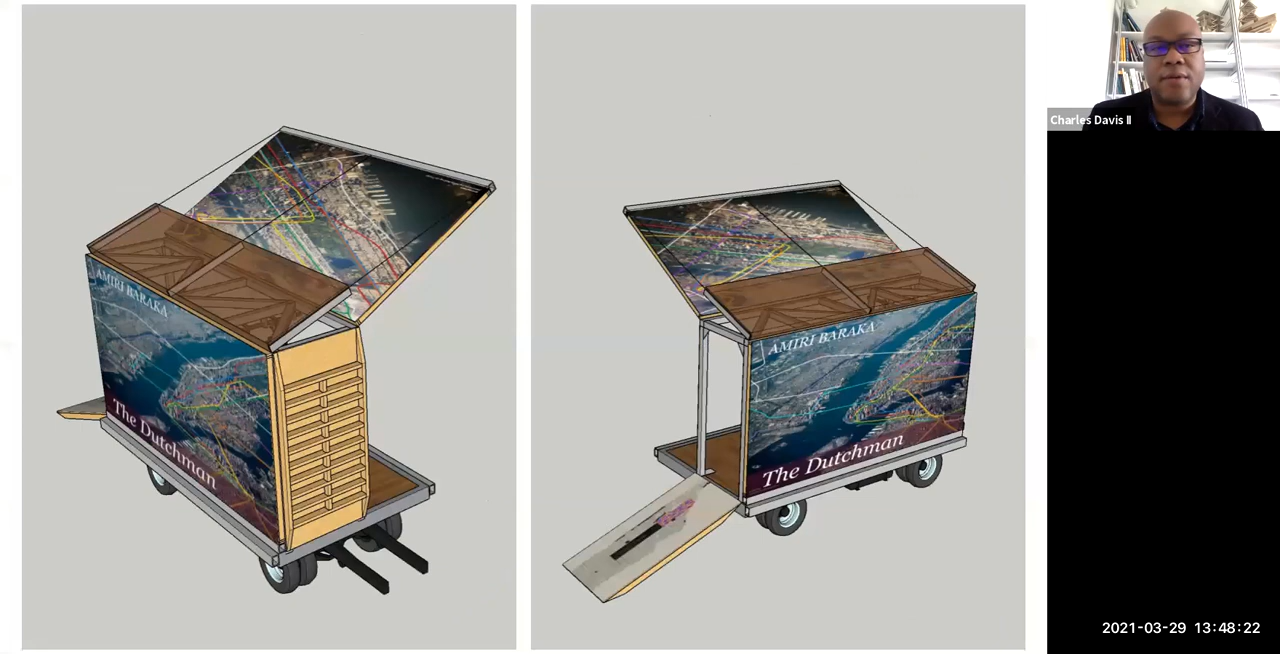 AMIRI BARAKA
The Dutchman
AMIRI BARAKA
The Dutchman
Charles Davis II
2021-03-29 13:48:22